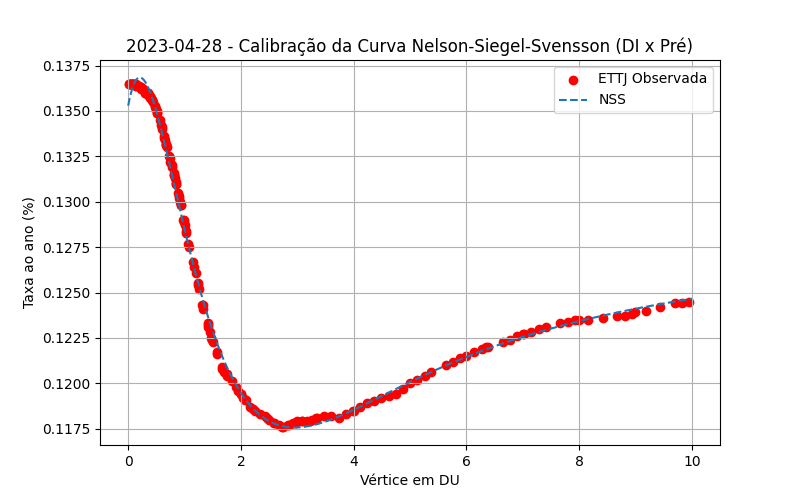 2023-04-28 - Calibração da Curva Nelson-Siegel-Svensson (DI x Pré)
ETTJ Observada
NSS
Taxa ao ano (%)
0.1375
0.1350
0.1325
0.1300
0.1275
0.1250
0.1225
0.1200
0.1175
0 2 4 6 8 10
Vértice em DU